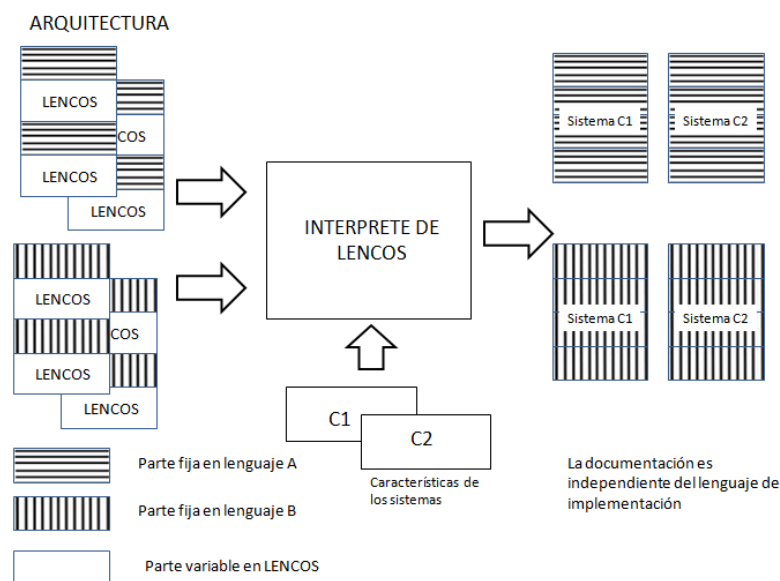 ARQUITECTURA
LENCOS
COS
LENCOS
LENCOS
LENCOS
COS
LENCOS
LENCOS
INTERPRETE DE
LENCOS
C1
C2
Características de
los sistemas
Sistema C1
Sistema C2
Sistema C1
Sistema C2
Parte fija en lenguaje A
Parte fija en lenguaje B
Parte variable en LENCOS
La documentación es
independiente del lenguaje de
implementación